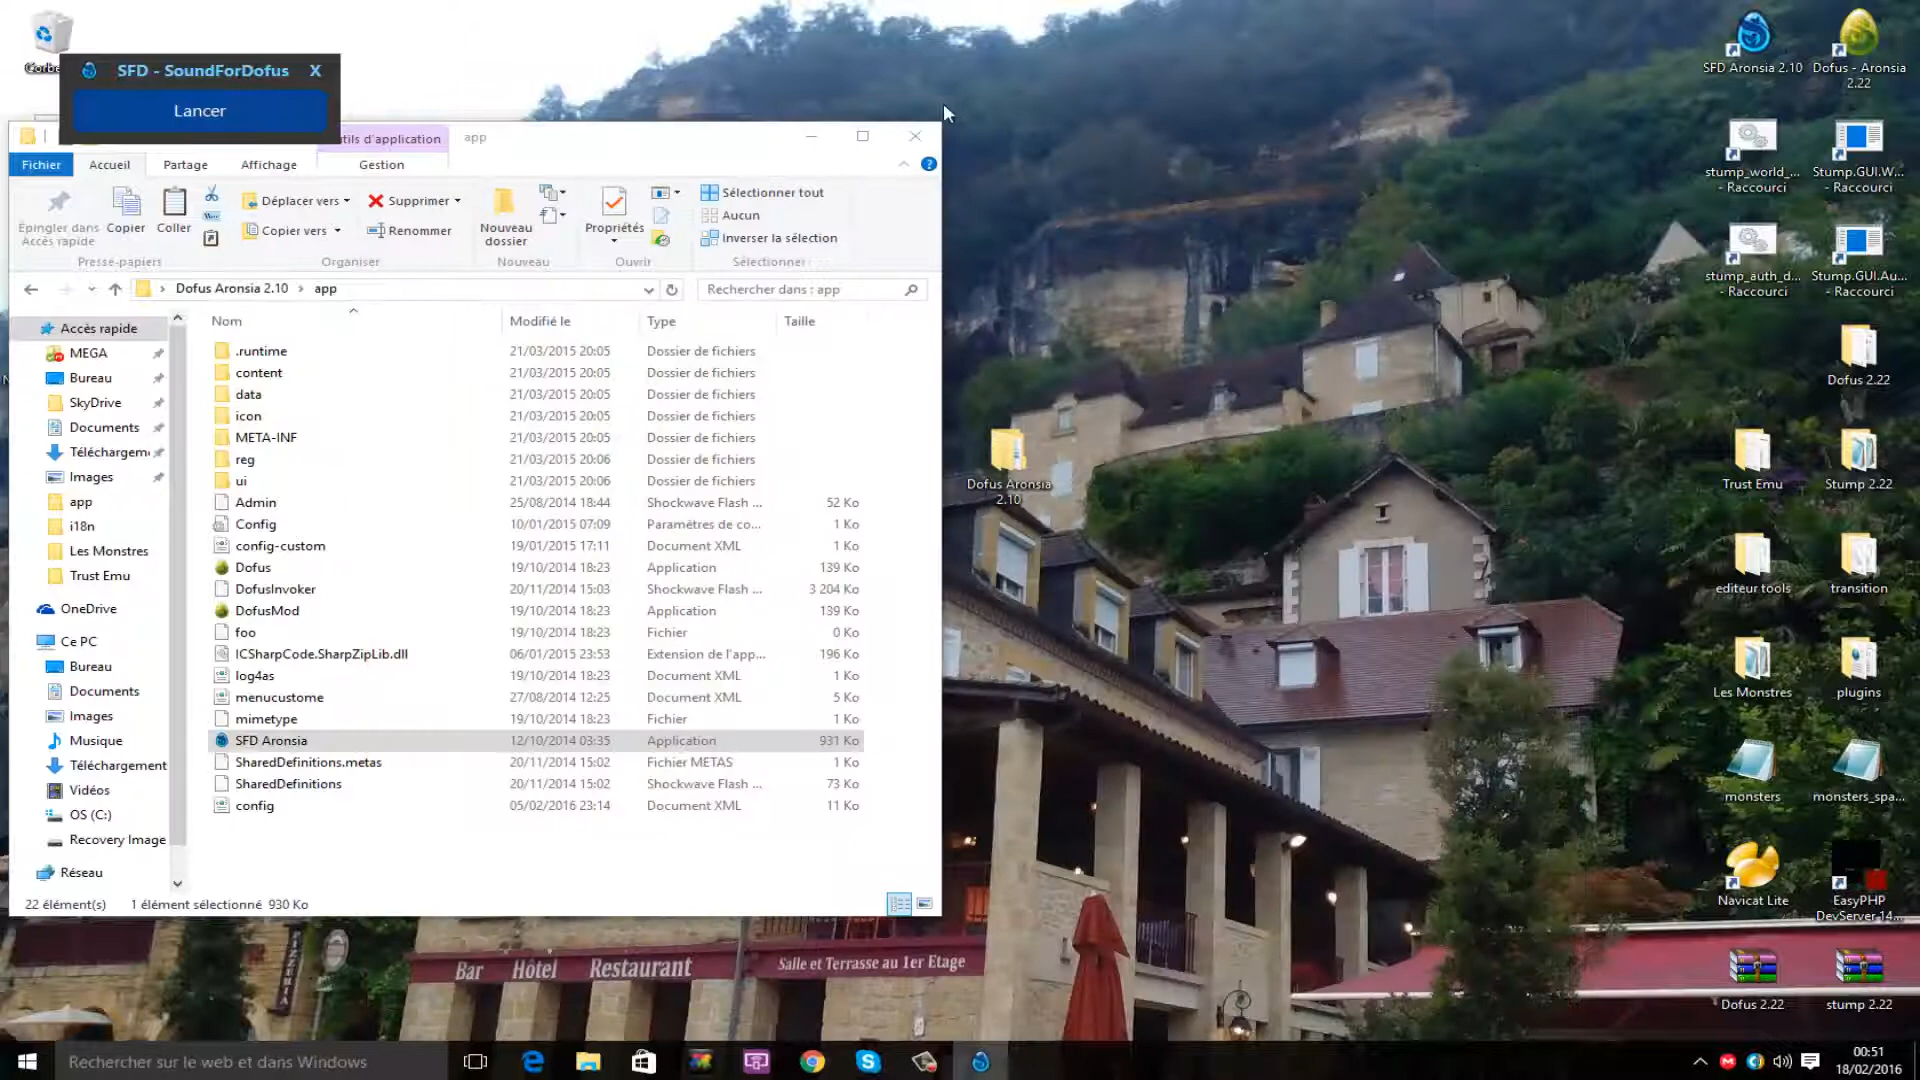 Corbe
SFD - SoundForDofus X
Lancer
tils d'application
app
Fichier
Accueil
Partage
Affichage
Gestion
Épingler dans
Accès rapide
Copier
Coller
Déplacer vers
Copier vers
Supprimer
Renommer
Nouveau
dossier
Propriétés
Sélectionner tout
Aucun
Inverser la sélection
Presse-papiers
Organiser
Nouveau
Ouvrir
Sélectionner
Dofus Aronsia 2.10 > app
Rechercher dans : app
Accès rapide
MEGA
Bureau
SkyDrive
Documents
Téléchargem
Images
app
i18n
Les Monstres
Trust Emu
OneDrive
Ce PC
Bureau
Documents
Images
Musique
Téléchargement
Vidéos
OS (C:)
Recovery Image
Réseau
Nom Modifié le Type Taille
.runtime 21/03/2015 20:05 Dossier de fichiers
content 21/03/2015 20:05 Dossier de fichiers
data 21/03/2015 20:05 Dossier de fichiers
icon 21/03/2015 20:05 Dossier de fichiers
META-INF 21/03/2015 20:05 Dossier de fichiers
reg 21/03/2015 20:06 Dossier de fichiers
ui 21/03/2015 20:06 Dossier de fichiers
Admin 25/08/2014 18:44 Shockwave Flash ... 52 Ko
Config 10/01/2015 07:09 Paramètres de co... 1 Ko
config-custom 19/01/2015 17:11 Document XML 1 Ko
Dofus 19/10/2014 18:23 Application 139 Ko
DofusInvoker 20/11/2014 15:03 Shockwave Flash ... 3 204 Ko
DofusMod 19/10/2014 18:23 Application 139 Ko
foo 19/10/2014 18:23 Fichier 0 Ko
ICSharpCode.SharpZipLib.dll 06/01/2015 23:53 Extension de l'app... 196 Ko
log4as 19/10/2014 18:23 Document XML 1 Ko
menucustome 27/08/2014 12:25 Document XML 5 Ko
mimetype 19/10/2014 18:23 Fichier 1 Ko
SFD Aronsia 12/10/2014 03:35 Application 931 Ko
SharedDefinitions.metas 20/11/2014 15:02 Fichier METAS 1 Ko
SharedDefinitions 20/11/2014 15:02 Shockwave Flash ... 73 Ko
config 05/02/2016 23:14 Document XML 11 Ko
22 élément(s) 1 élément sélectionné 930 Ko
Dofus Aronsia
2.10
SFD Aronsia 2.10
Dofus - Aronsia
2.22
stump_world_...
- Raccourci
Stump.GUI.W...
- Raccourci
stump_auth_d...
- Raccourci
Stump.GUI.Au...
- Raccourci
Dofus 2.22
Trust Emu
Stump 2.22
editeur tools
transition
Les Monstres
plugins
monsters
monsters_spa...
Navicat Lite
EasyPHP
DevServer 14...
Dofus 2.22
stump 2.22
PIZZERIA
Bar Hôtel Restaurant
Salle et Terrasse au 1er Etage
Rechercher sur le web et dans Windows
00:51
18/02/2016